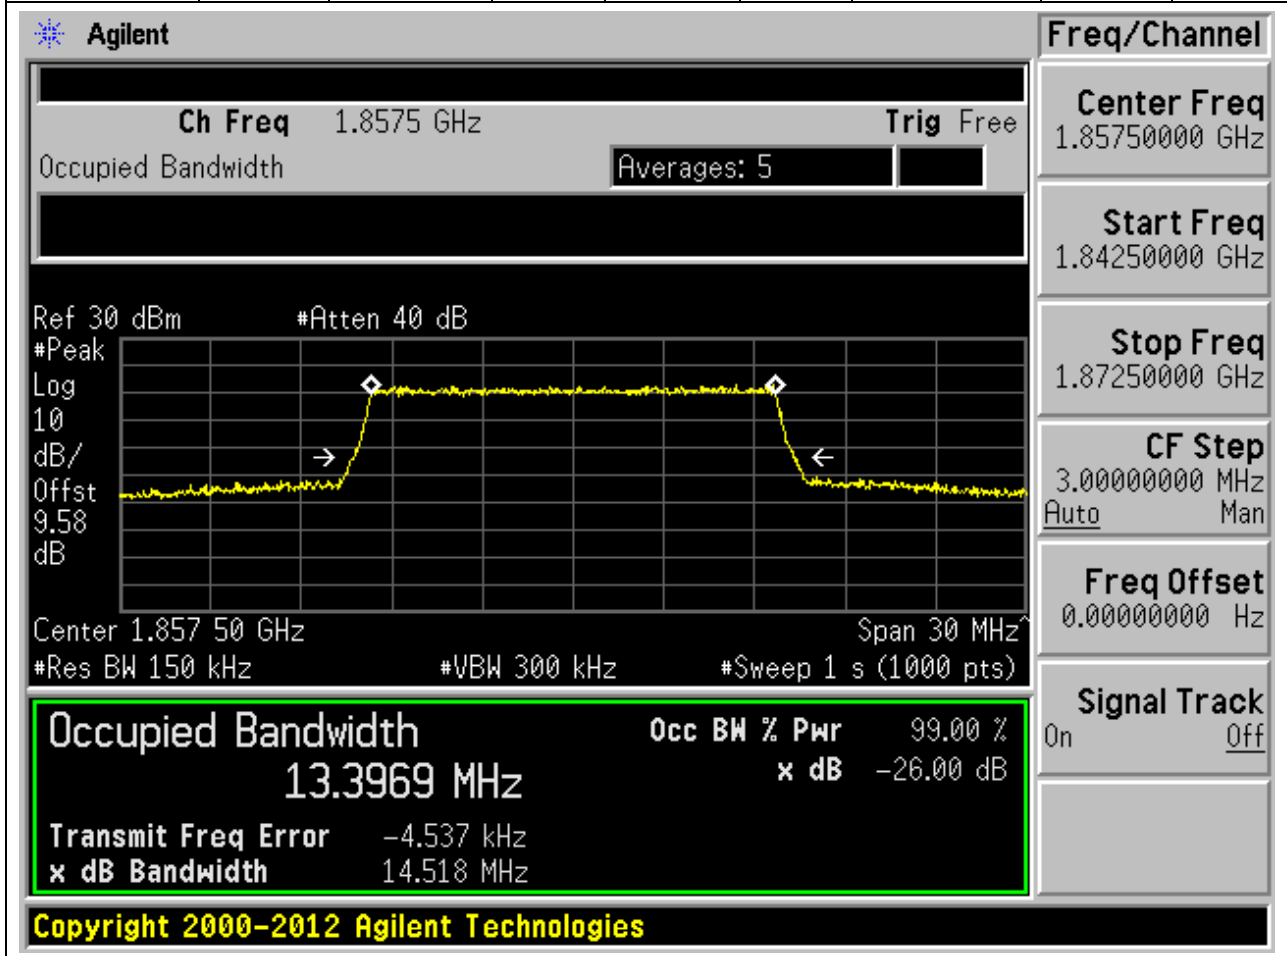 Agilent
Freq/Channel
Ch Freq 1.8575 GHz Trig Free
Occupied Bandwidth Averages: 5
Center Freq
1.85750000 GHz
Start Freq
1.84250000 GHz
Stop Freq
1.87250000 GHz
CF Step
3.00000000 MHz
Auto Man
Freq Offset
0.00000000 Hz
Signal Track
On Off
Ref 30 dBm #Atten 40 dB
#Peak
Log
10
dB/
Offst
9.58
dB
Center 1.857 50 GHz Span 30 MHz^
#Res BW 150 kHz #VBW 300 kHz #Sweep 1 s (1000 pts)
Occupied Bandwidth
13.3969 MHz
Occ BW % Pwr 99.00 %
x dB -26.00 dB
Transmit Freq Error -4.537 kHz
x dB Bandwidth 14.518 MHz
Copyright 2000-2012 Agilent Technologies